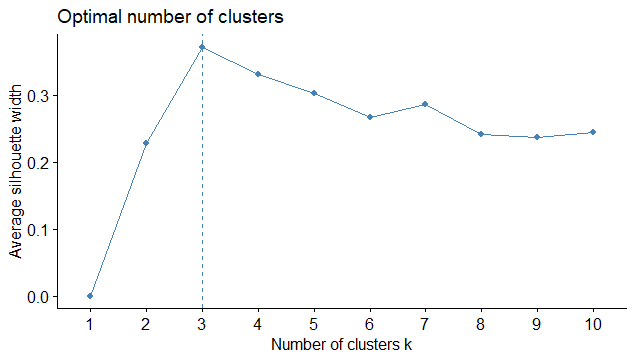 Optimal number of clusters
Average silhouette width
0.3
0.2
0.1
0.0
1 2 3 4 5 6 7 8 9 10
Number of clusters k